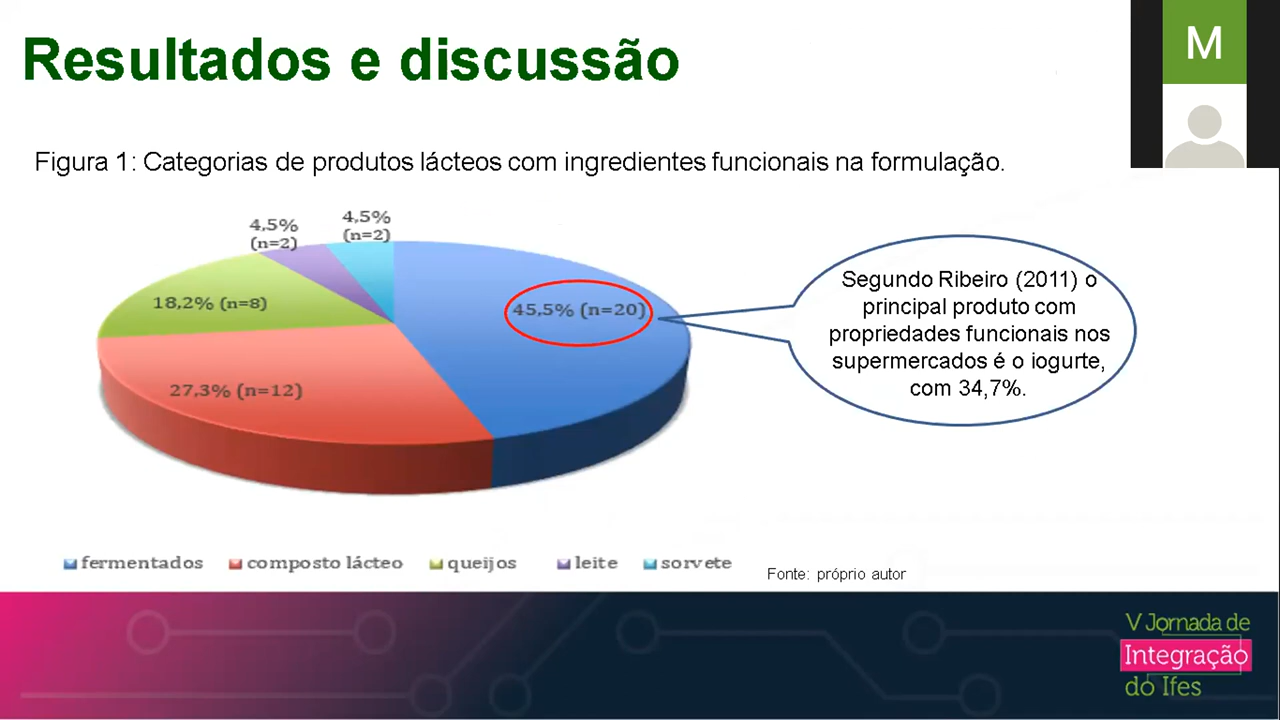 Resultados e discussão
M
Figura 1: Categorias de produtos lácteos com ingredientes funcionais na formulação.
4,5%
(n=2)
4,5%
(n=2)
18,2% (n=8)
45,5% (n=20)
27,3% (n=12)
Segundo Ribeiro (2011) o
principal produto com
propriedades funcionais nos
supermercados é o iogurte,
com 34,7%.
fermentados composto lácteo queijos leite sorvete
Fonte: próprio autor
V Jornada de
Integração
do Ifes